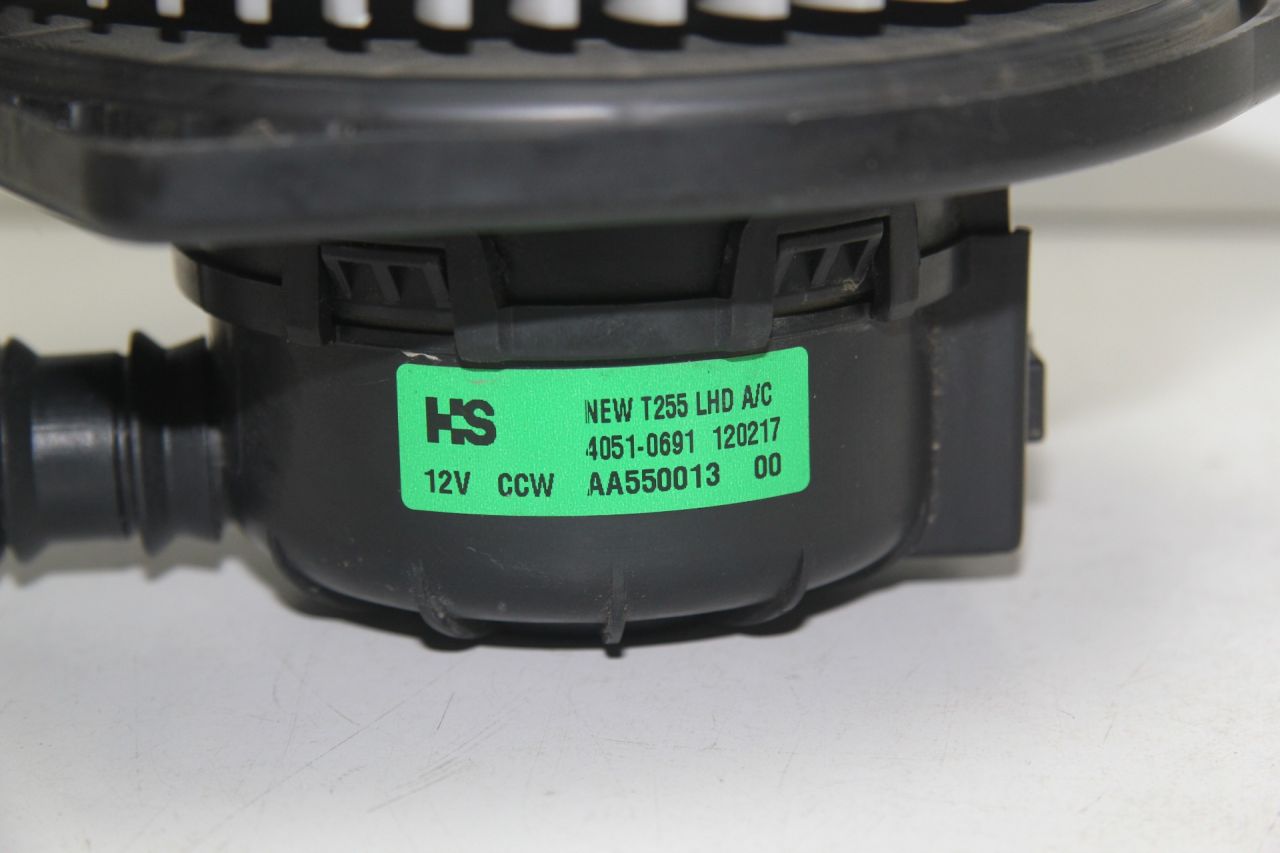 HS NEW T255 LHD A/C
4051-0691 120217
12V CCW AA550013 00